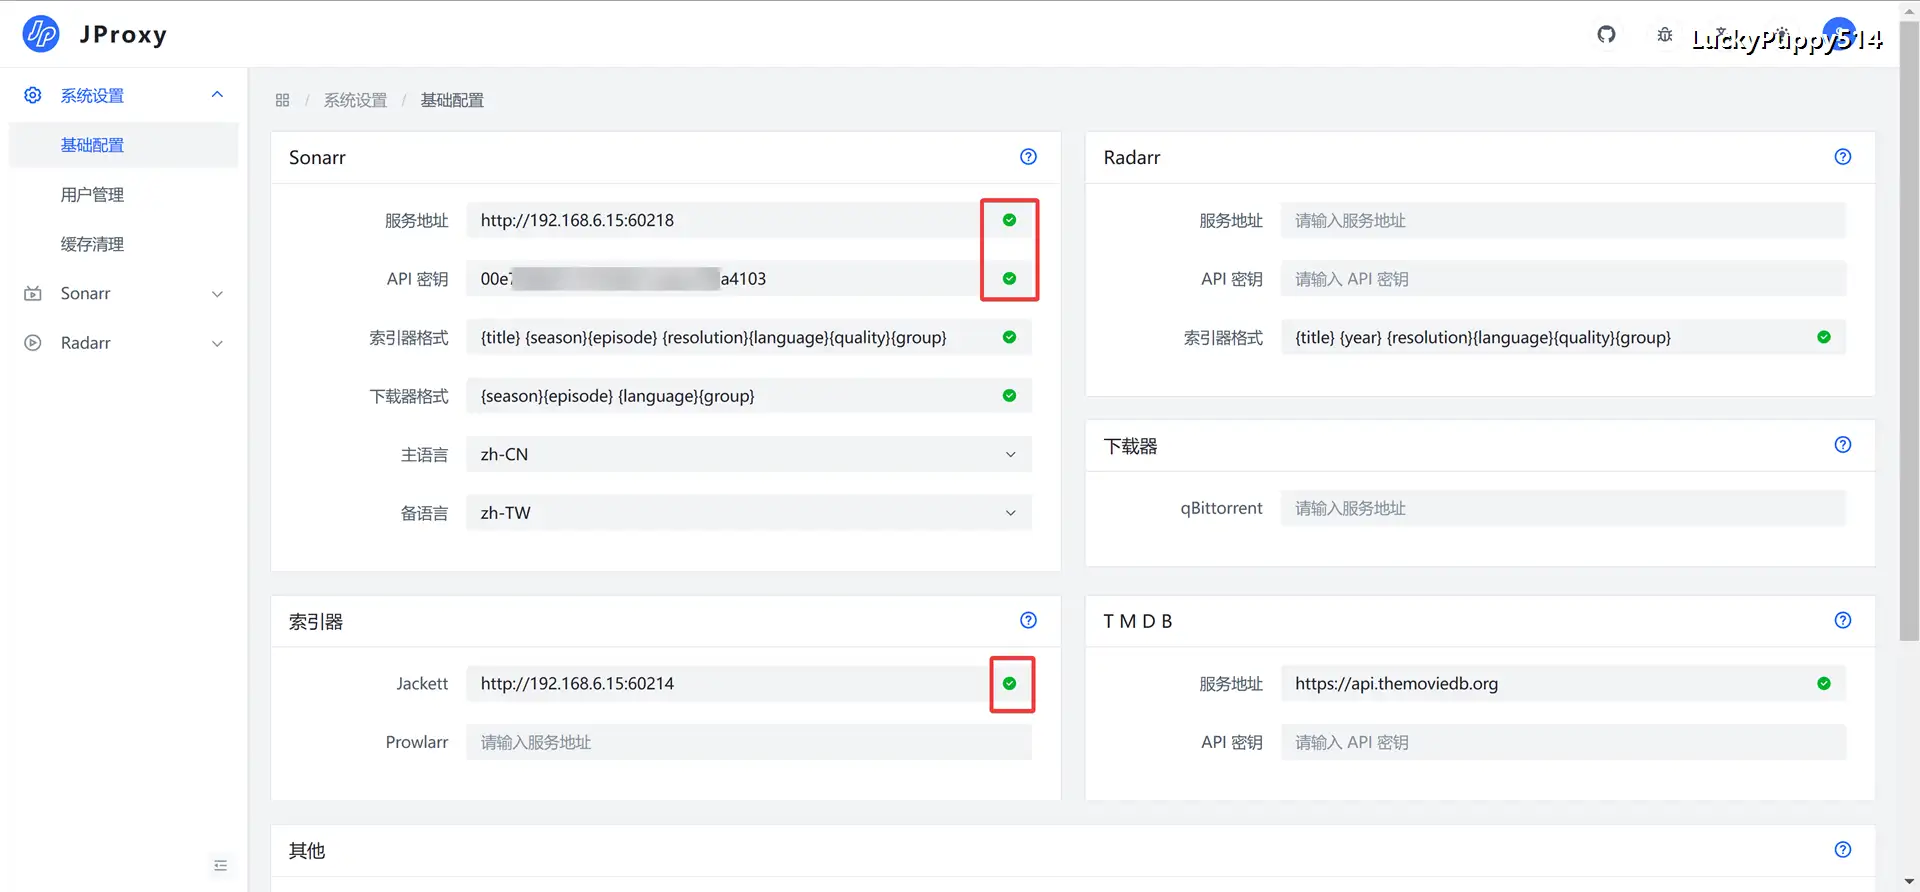 JProxy
LuckyPuppy514
系统设置
基础配置
用户管理
缓存清理
Sonarr
Radarr
系统设置 / 基础配置
Sonarr
服务地址 http://192.168.6.15:60218
API 密钥 00e7 a4103
索引器格式 {title} {season}{episode} {resolution}{language}{quality}{group}
下载器格式 {season}{episode} {language}{group}
主语言 zh-CN
备语言 zh-TW
Radarr
服务地址 请输入服务地址
API 密钥 请输入 API 密钥
索引器格式 {title} {year} {resolution}{language}{quality}{group}
下载器
qBittorrent 请输入服务地址
索引器
Jackett http://192.168.6.15:60214
Prowlarr 请输入服务地址
T M D B
服务地址 https://api.themoviedb.org
API 密钥 请输入 API 密钥
其他